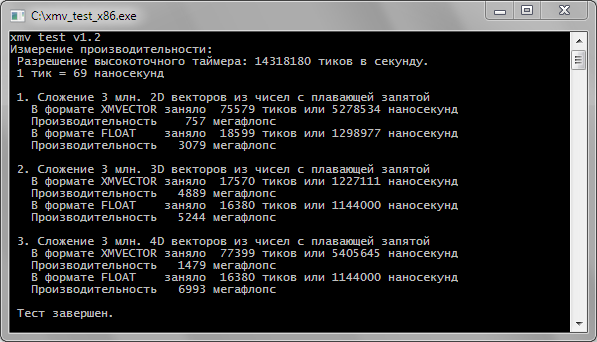 C:\xmv_test_x86.exe
xmv test v1.2
Измерение производительности:
Разрешение высокоточного таймера: 14318180 тиков в секунду.
1 тик = 69 наносекунд
1. Сложение 3 млн. 2D векторов из чисел с плавающей запятой
В формате XMVECTOR заняло 75579 тиков или 5278534 наносекунд
Производительность 757 мегафлопс
В формате FLOAT заняло 18599 тиков или 1298977 наносекунд
Производительность 3079 мегафлопс
2. Сложение 3 млн. 3D векторов из чисел с плавающей запятой
В формате XMVECTOR заняло 17570 тиков или 1227111 наносекунд
Производительность 4889 мегафлопс
В формате FLOAT заняло 16380 тиков или 1144000 наносекунд
Производительность 5244 мегафлопс
3. Сложение 3 млн. 4D векторов из чисел с плавающей запятой
В формате XMVECTOR заняло 77399 тиков или 5405645 наносекунд
Производительность 1479 мегафлопс
В формате FLOAT заняло 16380 тиков или 1144000 наносекунд
Производительность 6993 мегафлопс
Тест завершен.